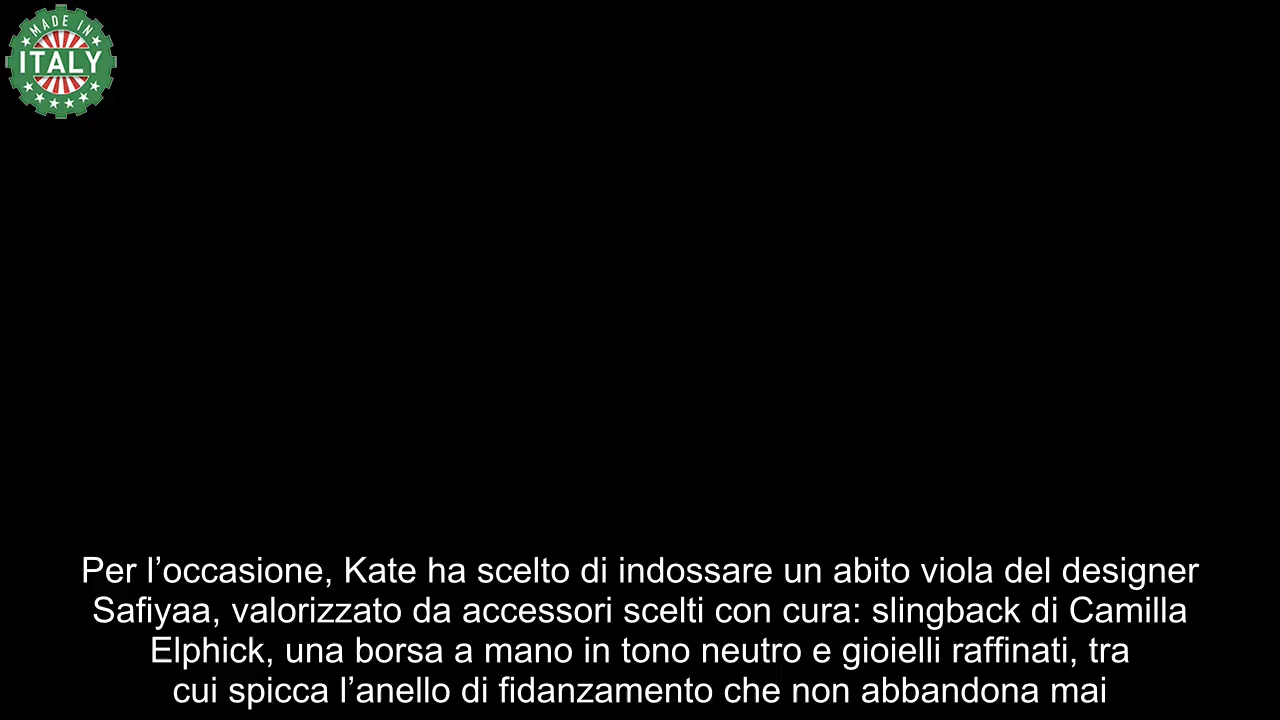 MADE IN
ITALY
Per l’occasione, Kate ha scelto di indossare un abito viola del designer
Safiyaa, valorizzato da accessori scelti con cura: slingback di Camilla
Elphick, una borsa a mano in tono neutro e gioielli raffinati, tra
cui spicca l’anello di fidanzamento che non abbandona mai